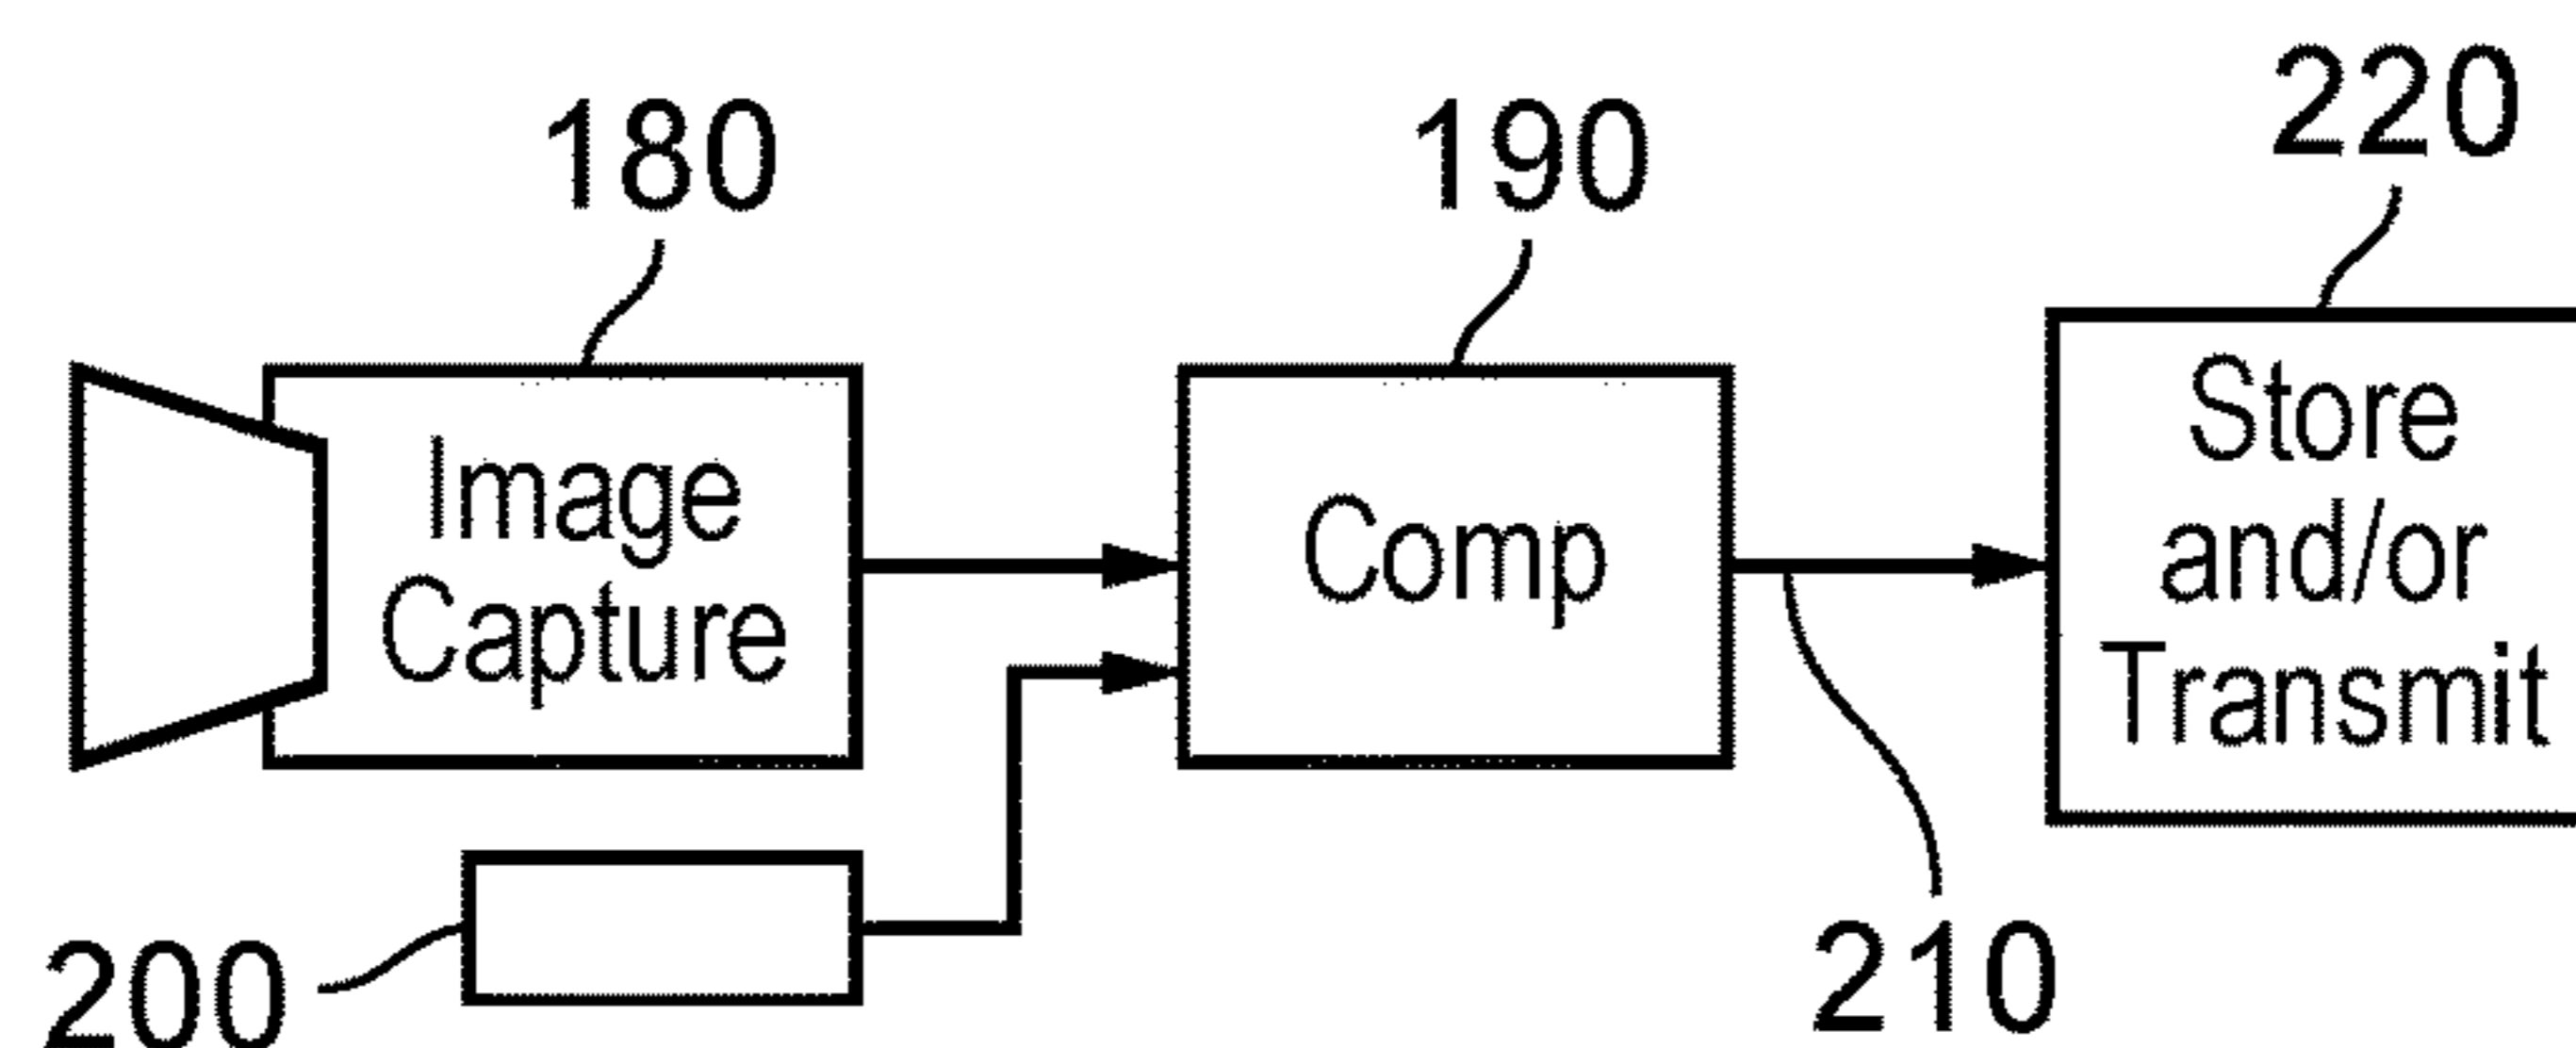 180
190
220
Image
Capture
Comp
Store
and/or
Transmit
200
210